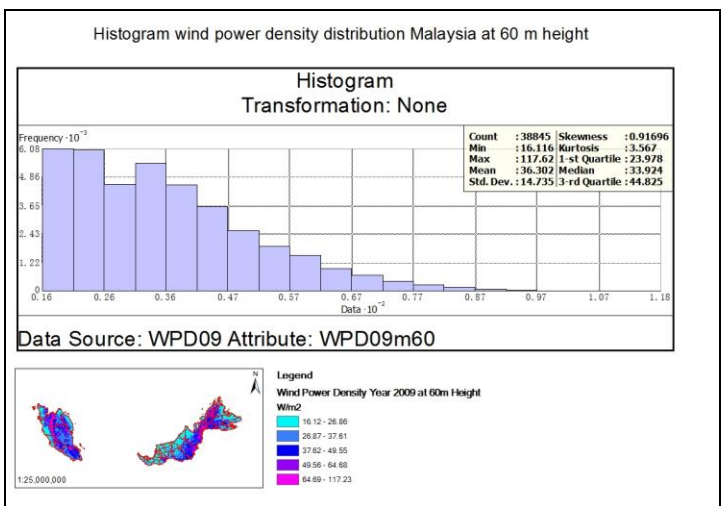 Histogram wind power density distribution Malaysia at 60 m height
Histogram
Transformation: None
Frequency·10⁻³
Count :38845 Skewness :0.91696
Min :16.116 Kurtosis :3.567
Max :117.62 1-st Quartile :23.978
Mean :36.302 Median :33.924
Std. Dev. :14.735 3-rd Quartile :44.825
6.08
4.86
3.65
2.43
1.22
0
0.16 0.26 0.36 0.47 0.57 0.67 0.77 0.87 0.97 1.07 1.18
Data·10⁻²
Data Source: WPD09 Attribute: WPD09m60
N
1:25,000,000
Legend
Wind Power Density Year 2009 at 60m Height
W/m2
16.12 - 26.86
26.87 - 37.61
37.62 - 49.55
49.56 - 64.68
64.69 - 117.23